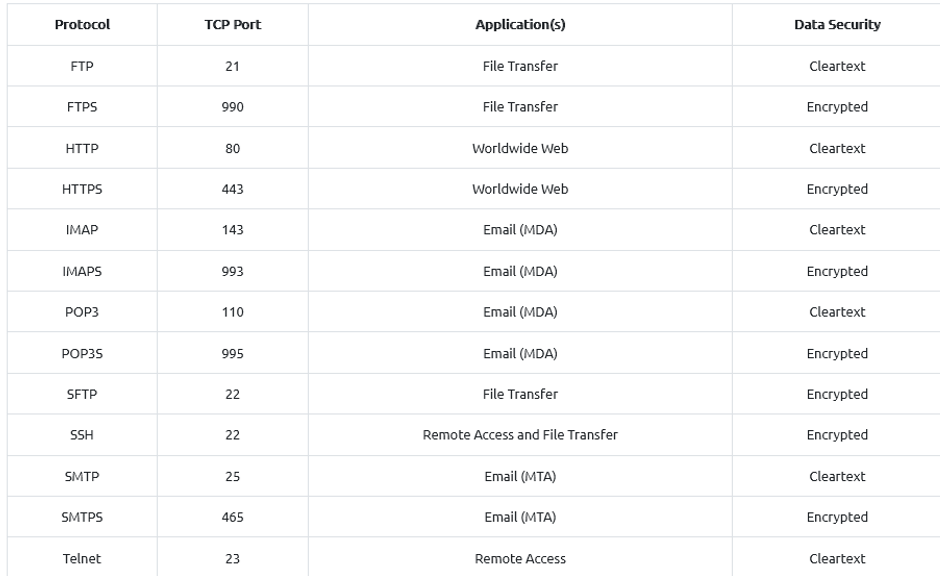 Protocol TCP Port Application(s) Data Security
FTP 21 File Transfer Cleartext
FTPS 990 File Transfer Encrypted
HTTP 80 Worldwide Web Cleartext
HTTPS 443 Worldwide Web Encrypted
IMAP 143 Email (MDA) Cleartext
IMAPS 993 Email (MDA) Encrypted
POP3 110 Email (MDA) Cleartext
POP3S 995 Email (MDA) Encrypted
SFTP 22 File Transfer Encrypted
SSH 22 Remote Access and File Transfer Encrypted
SMTP 25 Email (MTA) Cleartext
SMTPS 465 Email (MTA) Encrypted
Telnet 23 Remote Access Cleartext